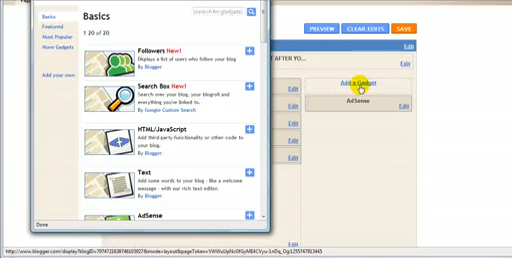 Basics
Featured
Most Popular
More Gadgets
Add your own
Basics
Search for gadgets
1 20 of 20
Followers New!
Displays a list of users who follow your blog
By Blogger
Search Box New!
Search over your blog, your blogroll and
everything you've linked to.
By Google Custom Search
HTML/JavaScript
Add third-party functionality or other code to
your blog.
By Blogger
Text
Add some words to your blog - like a welcome
message - with our rich text editor.
By Blogger
AdSense
Done
PREVIEW CLEAR EDITS SAVE
Edit
AFTER YO...
Edit
Add a Gadget
Edit
AdSense
Edit
Edit
Edit
Edit